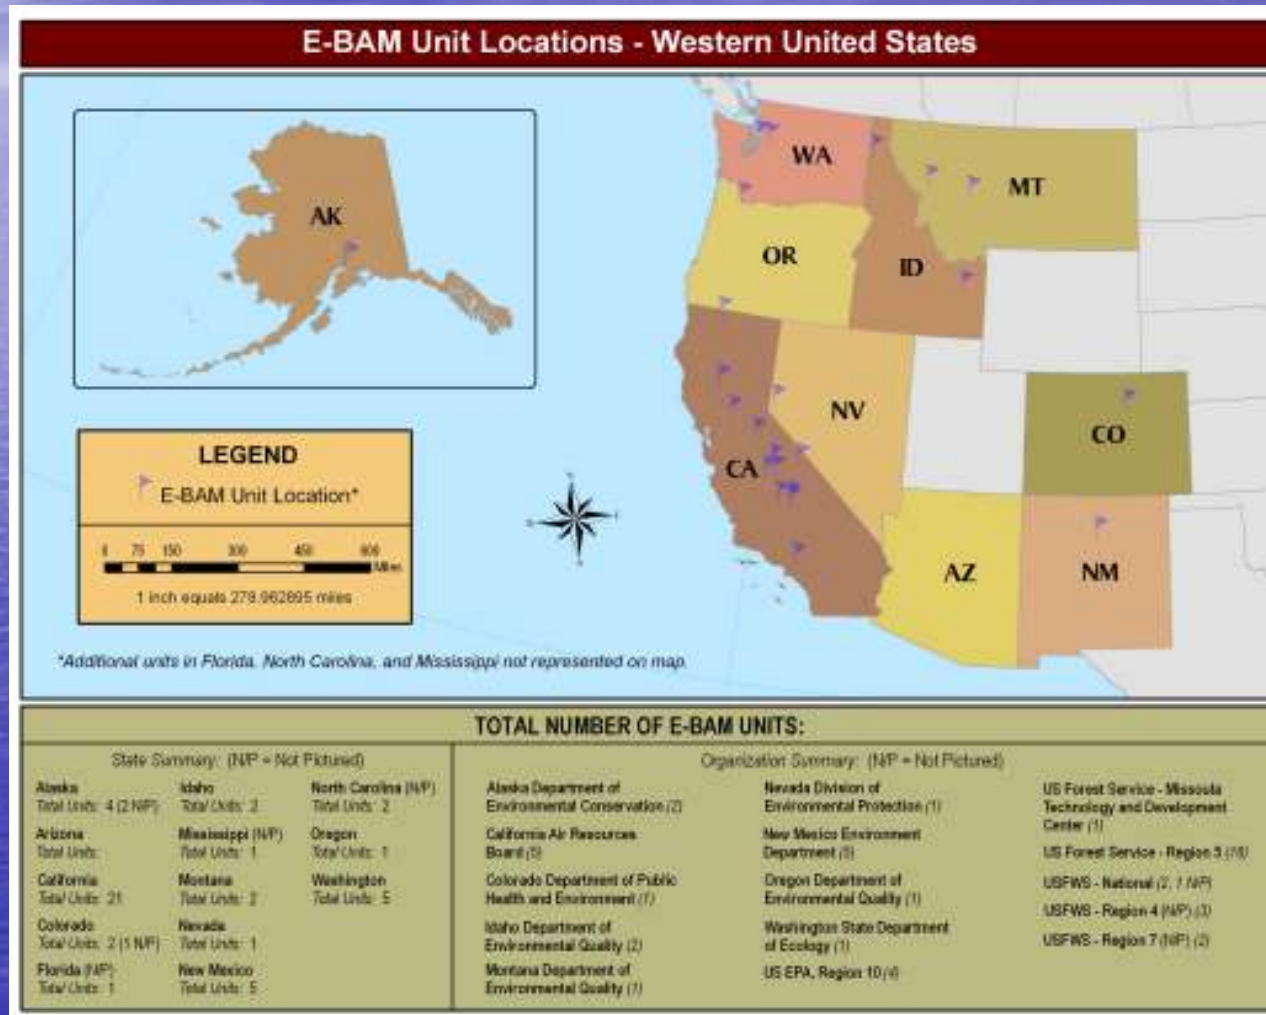 E-BAM Unit Locations - Western United States
AK
WA
MT
OR
ID
NV
CO
CA
AZ
NM
LEGEND
E-BAM Unit Location*
0 75 150 300 450 600
Miles
1 inch equals 278.962895 miles
*Additional units in Florida, North Carolina, and Mississippi not represented on map.
TOTAL NUMBER OF E-BAM UNITS:
State Summary: (N/P = Not Pictured)
Alaska
Total Units: 4 (2 N/P)
Arizona
Total Units:
California
Total Units: 21
Colorado
Total Units: 2 (1 N/P)
Florida (N/P)
Total Units: 1
Idaho
Total Units: 2
Mississippi (N/P)
Total Units: 1
Montana
Total Units: 2
Nevada
Total Units: 1
New Mexico
Total Units: 5
North Carolina (N/P)
Total Units: 2
Oregon
Total Units: 1
Washington
Total Units: 5
Organization Summary: (N/P = Not Pictured)
Alaska Department of
Environmental Conservation (2)
California Air Resources
Board (5)
Colorado Department of Public
Health and Environment (1)
Idaho Department of
Environmental Quality (2)
Montana Department of
Environmental Quality (1)
Nevada Division of
Environmental Protection (1)
New Mexico Environment
Department (5)
Oregon Department of
Environmental Quality (1)
Washington State Department
of Ecology (1)
US EPA, Region 10 (4)
US Forest Service - Missoula
Technology and Development
Center (1)
US Forest Service - Region 5 (16)
USFWS - National (2, 1 N/P)
USFWS - Region 4 (N/P) (3)
USFWS - Region 7 (N/P) (2)